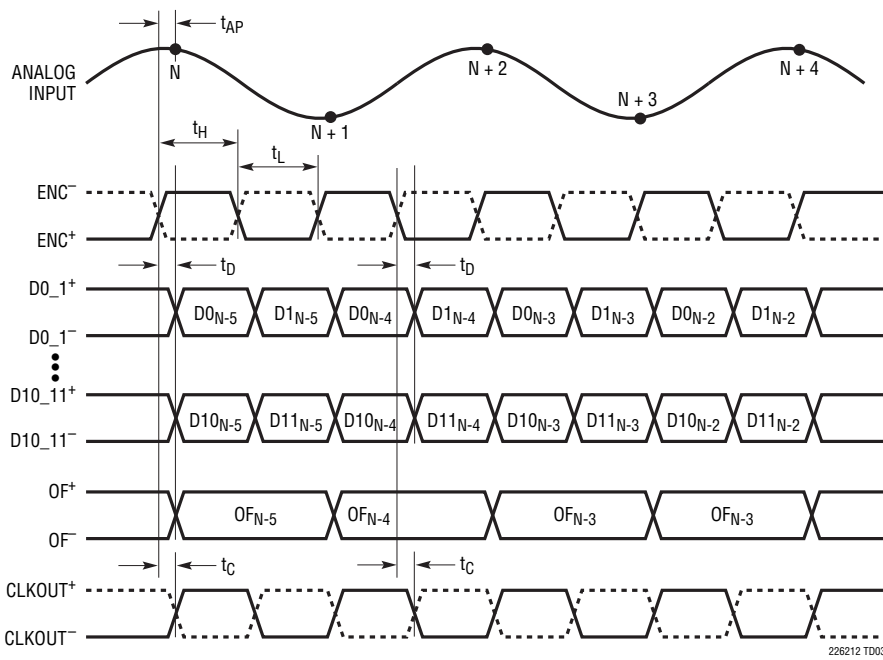 tAP
ANALOG
INPUT
N
N + 1
N + 2
N + 3
N + 4
tH
tL
ENC–
ENC+
tD
tD
D0_1+
D0_1–
D0N-5
D1N-5
D0N-4
D1N-4
D0N-3
D1N-3
D0N-2
D1N-2
D10_11+
D10_11–
D10N-5
D11N-5
D10N-4
D11N-4
D10N-3
D11N-3
D10N-2
D11N-2
OF+
OF–
OFN-5
OFN-4
OFN-3
OFN-3
tC
tC
CLKOUT+
CLKOUT–
226212 TD03